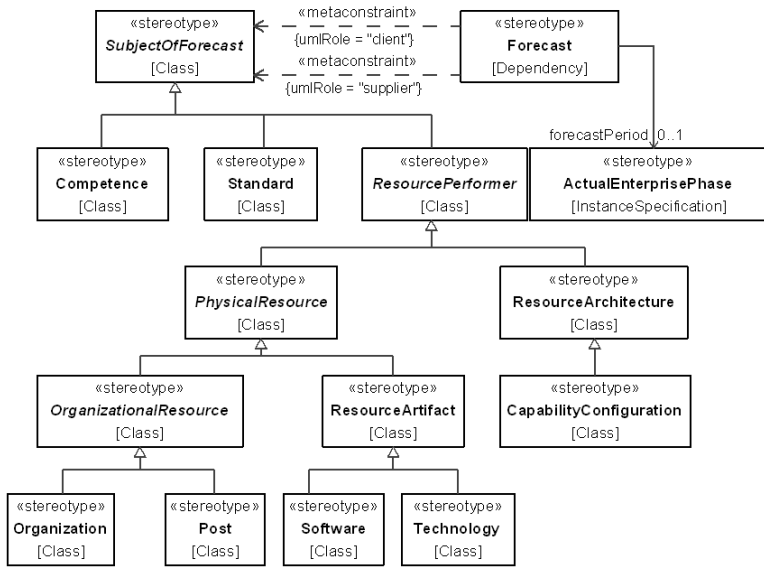 «stereotype»
SubjectOfForecast
[Class]
«metaconstraint»
{umlRole = "client"}
«metaconstraint»
{umlRole = "supplier"}
«stereotype»
Forecast
[Dependency]
forecastPeriod 0..1
«stereotype»
Competence
[Class]
«stereotype»
Standard
[Class]
«stereotype»
ResourcePerformer
[Class]
«stereotype»
ActualEnterprisePhase
[InstanceSpecification]
«stereotype»
PhysicalResource
[Class]
«stereotype»
ResourceArchitecture
[Class]
«stereotype»
OrganizationalResource
[Class]
«stereotype»
ResourceArtifact
[Class]
«stereotype»
CapabilityConfiguration
[Class]
«stereotype»
Organization
[Class]
«stereotype»
Post
[Class]
«stereotype»
Software
[Class]
«stereotype»
Technology
[Class]